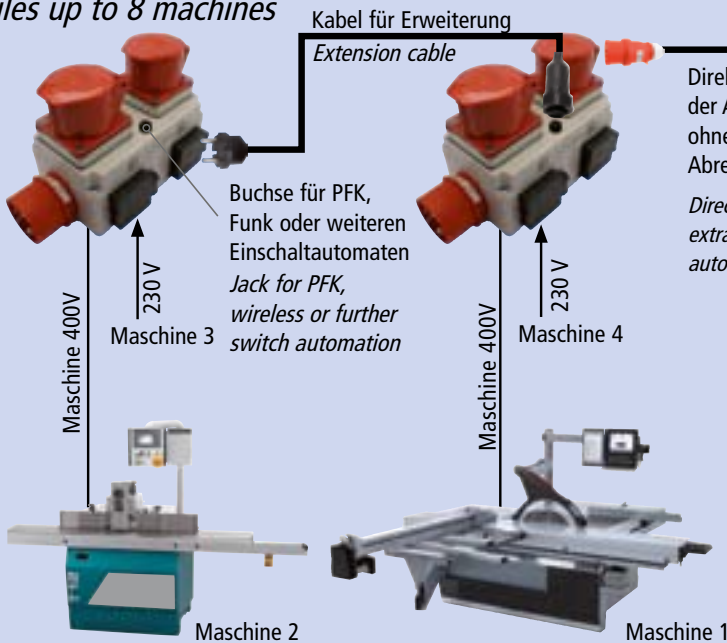 up to 8 machines
Kabel für Erweiterung
Extension cable
der
ohne
Buchse für PFK,
Funk oder weiteren
Einschaltautomaten
Jack for PFK,
wireless or further
switch automation
230 V
Maschine 3
Maschine 400V
230 V
Maschine 4
Maschine 400V
Maschine 2
Maschine 1